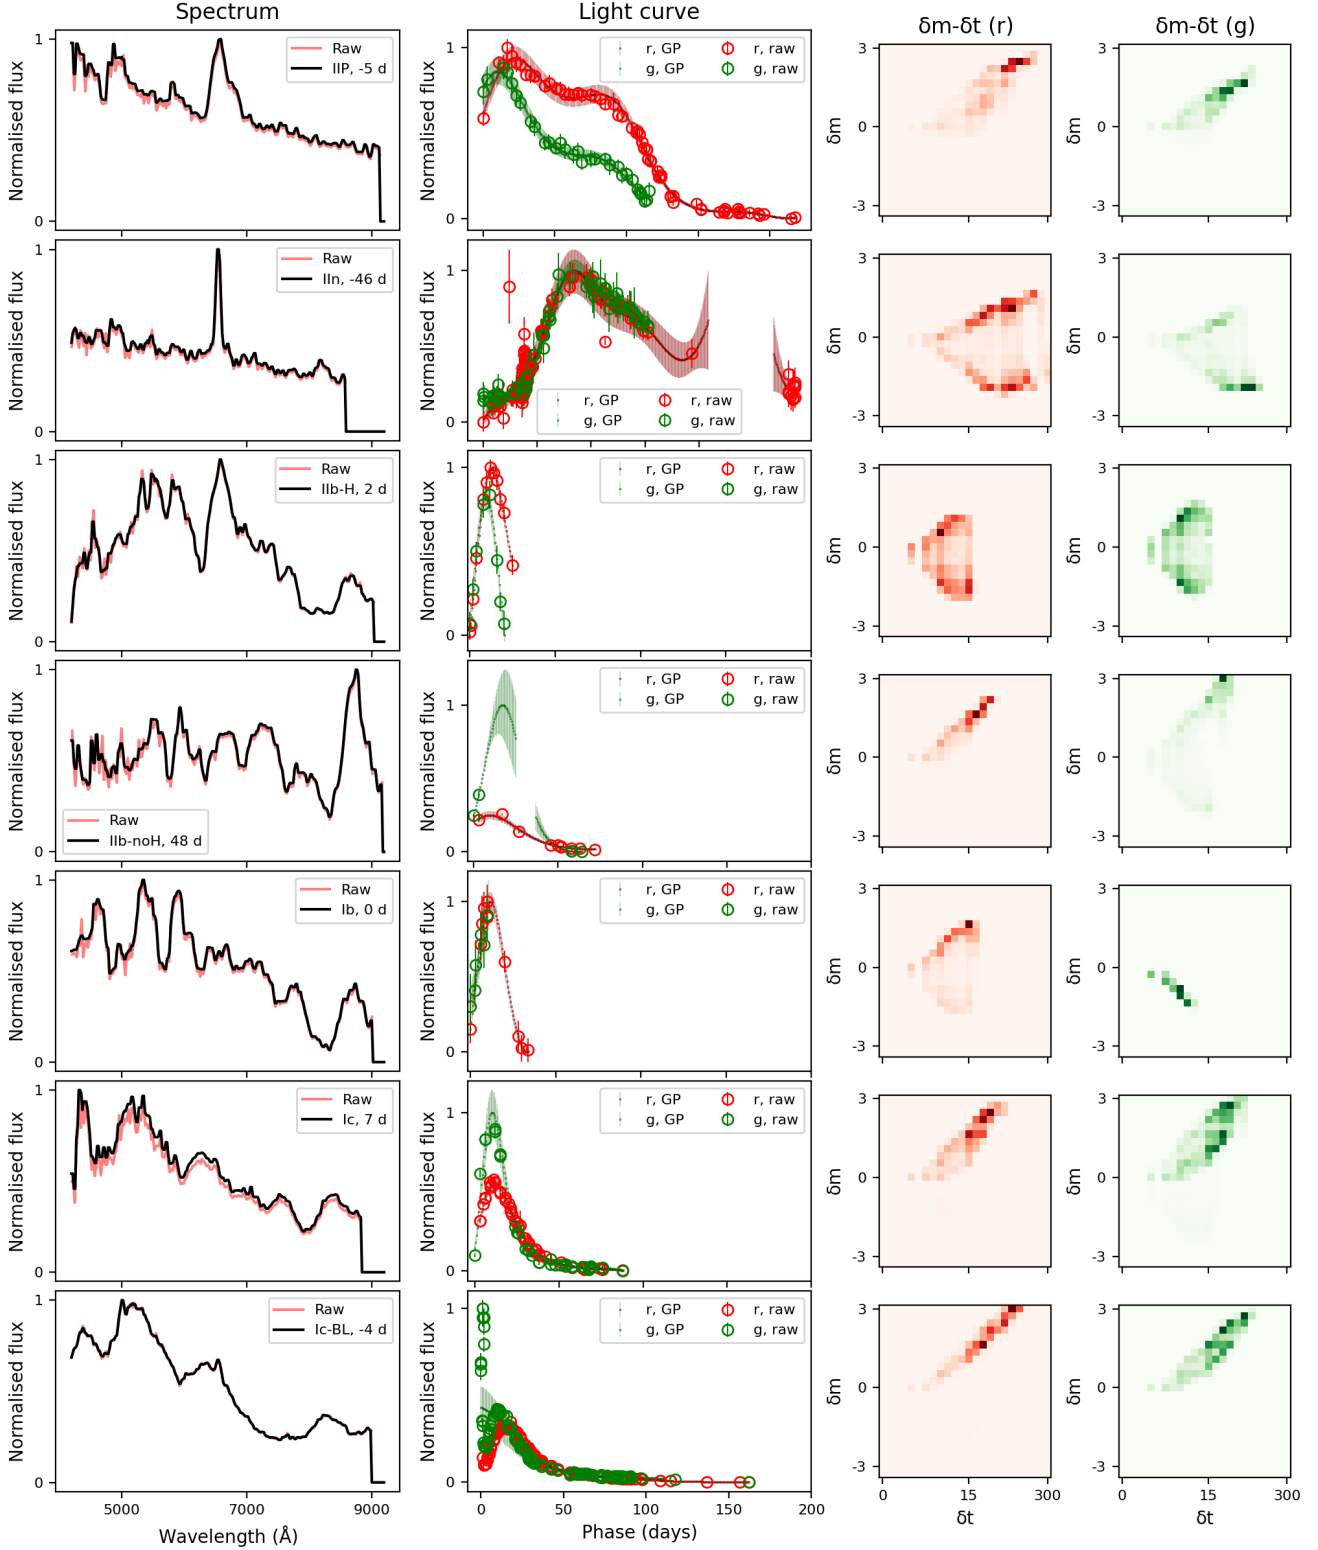 Spectrum
Light curve
δm-δt (r)
δm-δt (g)
Normalised flux
1
0
Raw
IIP, -5 d
Normalised flux
1
0
r, GP
g, GP
r, raw
g, raw
δm
3
0
-3
δm
3
0
-3
Normalised flux
1
0
Raw
IIn, -46 d
Normalised flux
1
0
r, GP
g, GP
r, raw
g, raw
δm
3
0
-3
δm
3
0
-3
Normalised flux
1
0
Raw
IIb-H, 2 d
Normalised flux
1
0
r, GP
g, GP
r, raw
g, raw
δm
3
0
-3
δm
3
0
-3
Normalised flux
1
0
Raw
IIb-noH, 48 d
Normalised flux
1
0
r, GP
g, GP
r, raw
g, raw
δm
3
0
-3
δm
3
0
-3
Normalised flux
1
0
Raw
Ib, 0 d
Normalised flux
1
0
r, GP
g, GP
r, raw
g, raw
δm
3
0
-3
δm
3
0
-3
Normalised flux
1
0
Raw
Ic, 7 d
Normalised flux
1
0
r, GP
g, GP
r, raw
g, raw
δm
3
0
-3
δm
3
0
-3
Normalised flux
1
0
Raw
Ic-BL, -4 d
Normalised flux
1
0
r, GP
g, GP
r, raw
g, raw
δm
3
0
-3
δm
3
0
-3
5000 7000 9000
Wavelength (Å)
0 50 100 150 200
Phase (days)
0 15 300
δt
0 15 300
δt